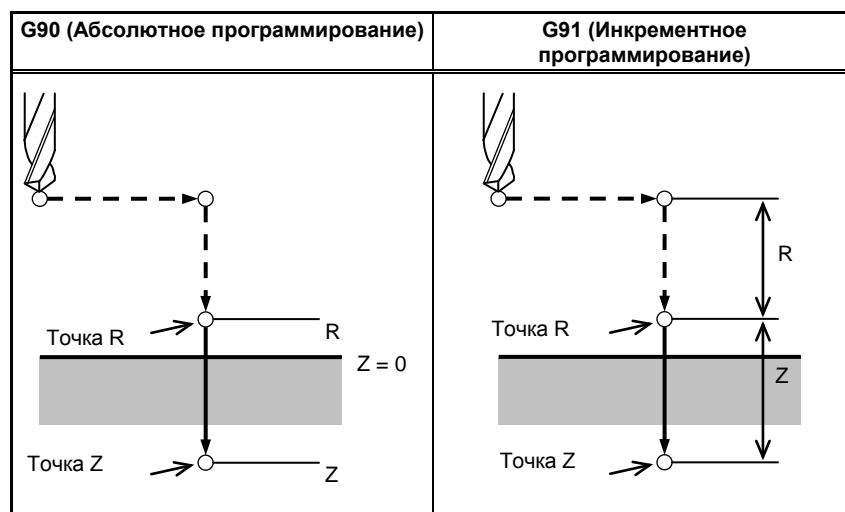 G90 (Абсолютное программирование)
G91 (Инкрементное
программирование)
Точка R
R
Z = 0
Точка Z
Z
R
Точка R
Z
Точка Z